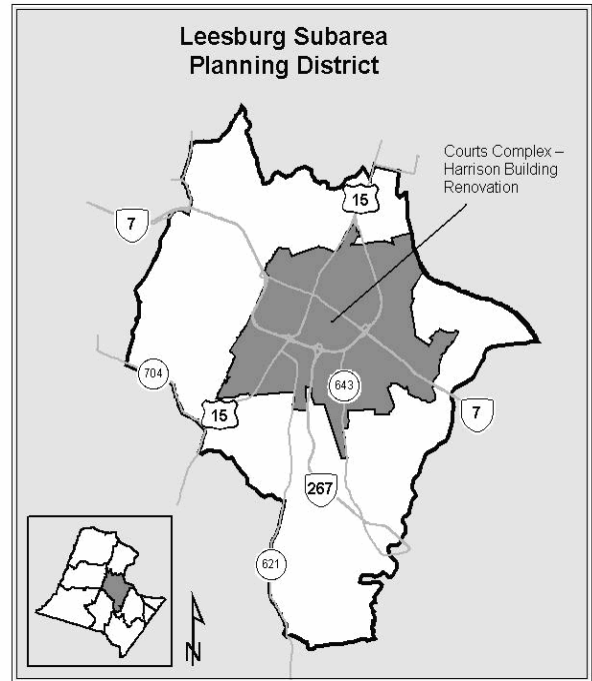 Leesburg Subarea
Planning District
Courts Complex –
Harrison Building
Renovation
15
7
704
643
15
7
267
621
N